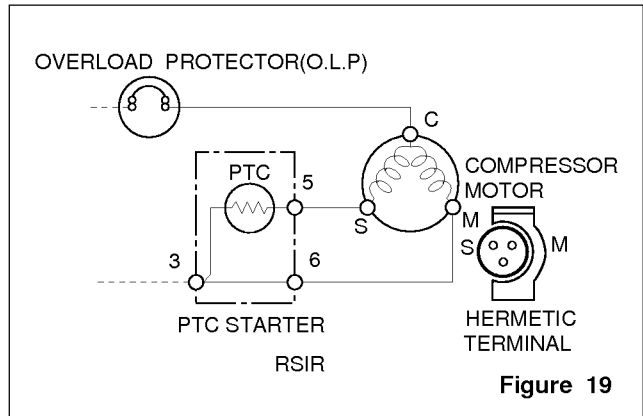 OVERLOAD PROTECTOR(O.L.P)
C
PTC
5
COMPRESSOR
MOTOR
S
M
S
M
3
6
PTC STARTER
HERMETIC
TERMINAL
RSIR
Figure 19